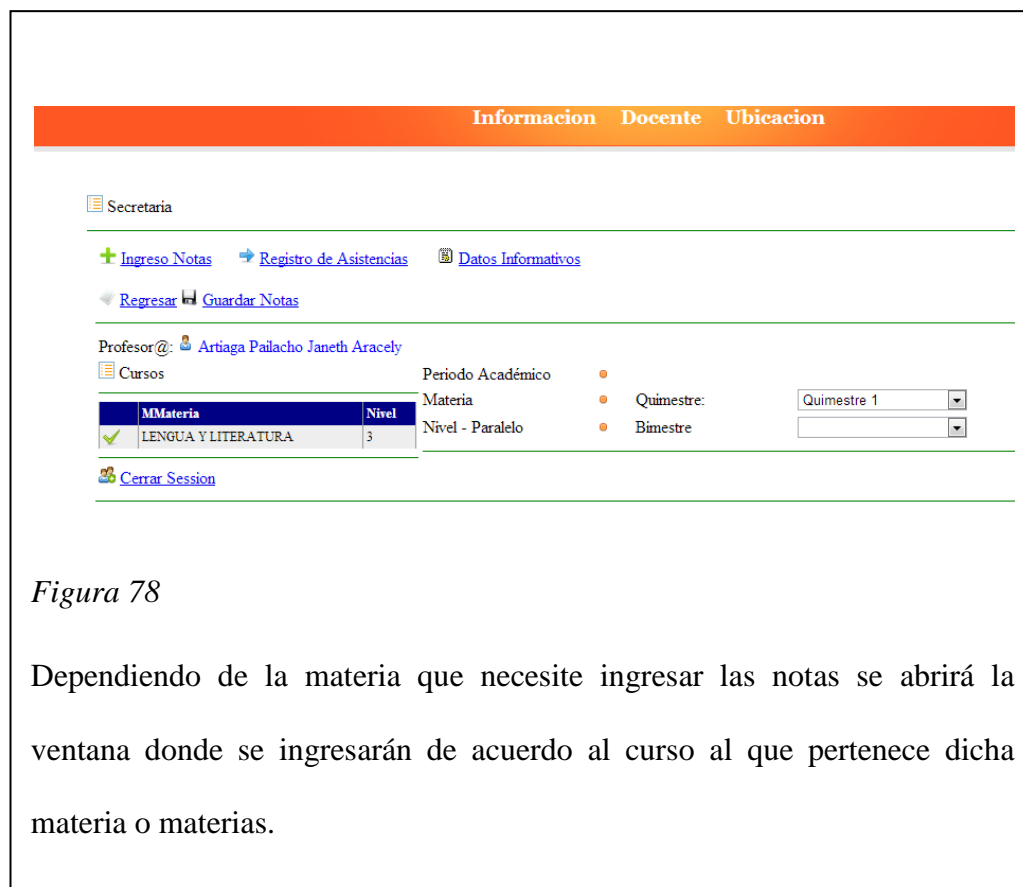 Informacion Docente Ubicacion
Secretaria
Ingreso Notas Registro de Asistencias Datos Informativos
Regresar Guardar Notas
Profesor@: Artiaga Pailacho Janeth Aracely
Cursos
MMateria Nivel
LENGUA Y LITERATURA 3
Periodo Académico
Materia Quimestre: Quimestre 1
Nivel - Paralelo Bimestre
Cerrar Session
Figura 78
Dependiendo de la materia que necesite ingresar las notas se abrirá la
ventana donde se ingresarán de acuerdo al curso al que pertenece dicha
materia o materias.